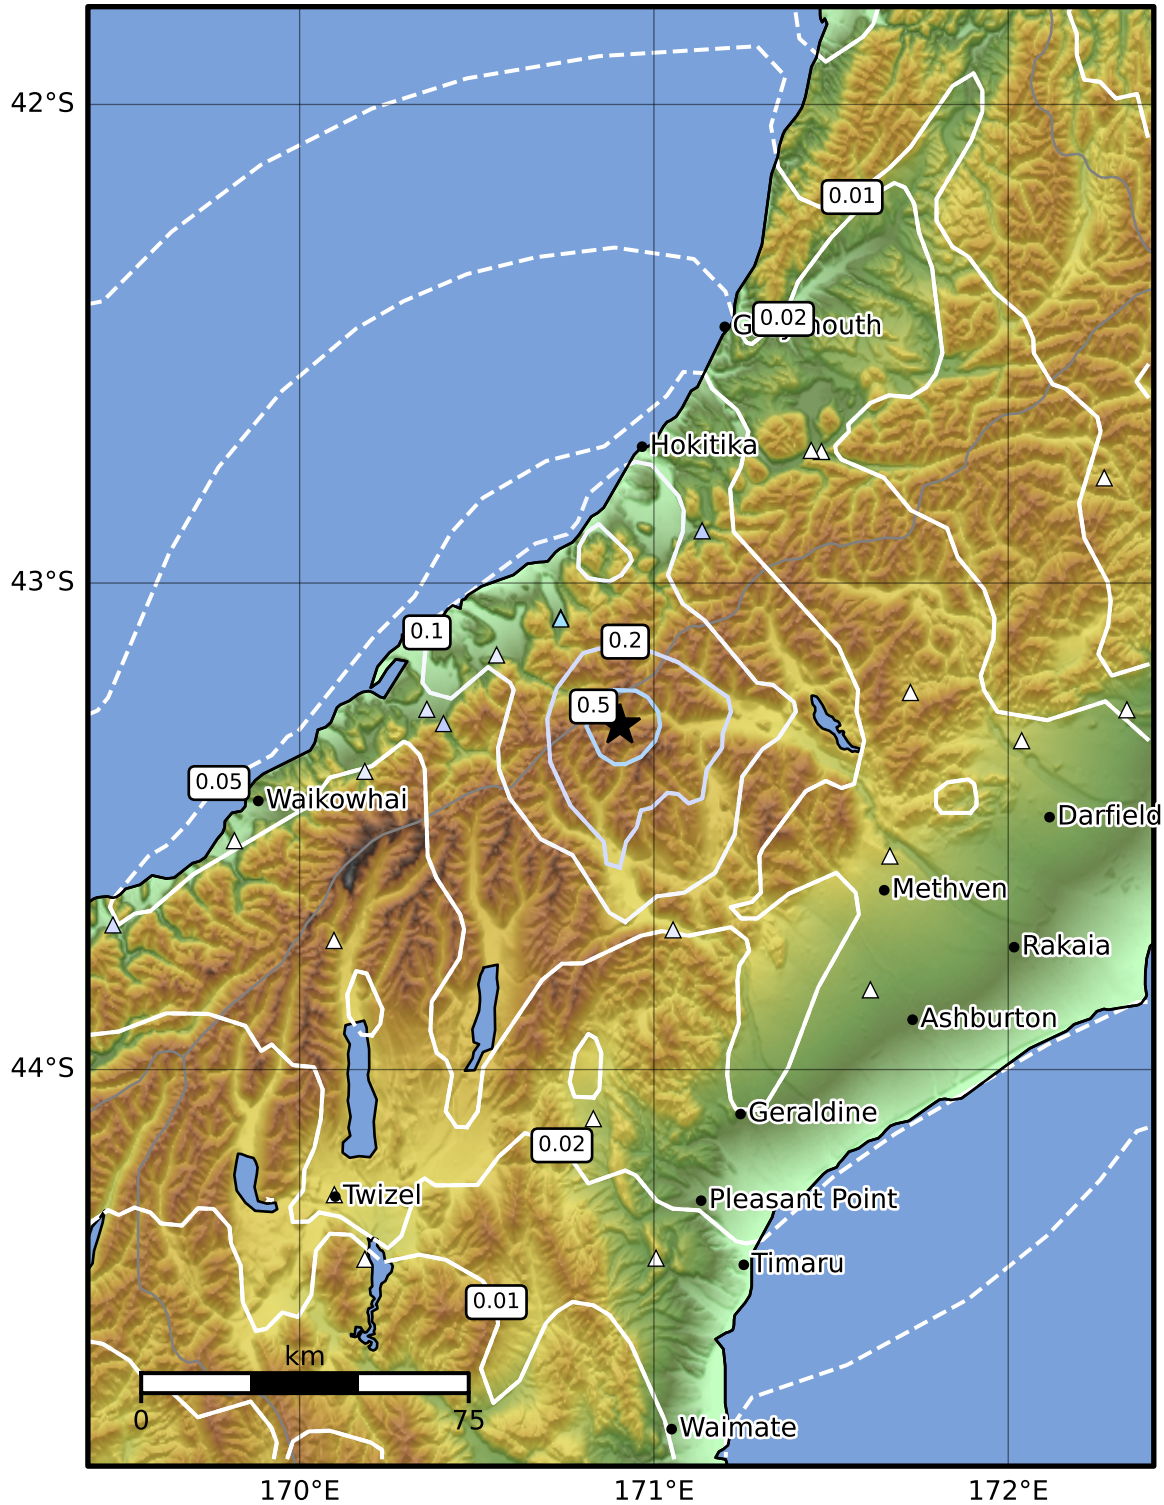 42°S
0.01
0.02
G mouth
Hokitika
43°S
0.1
0.2
0.5
0.05
Waikowhai
Darfield
Methven
Rakaia
Ashburton
44°S
Geraldine
0.02
Twizel
Pleasant Point
Timaru
0.01
km
0
75
Waimate
170°E
171°E
172°E